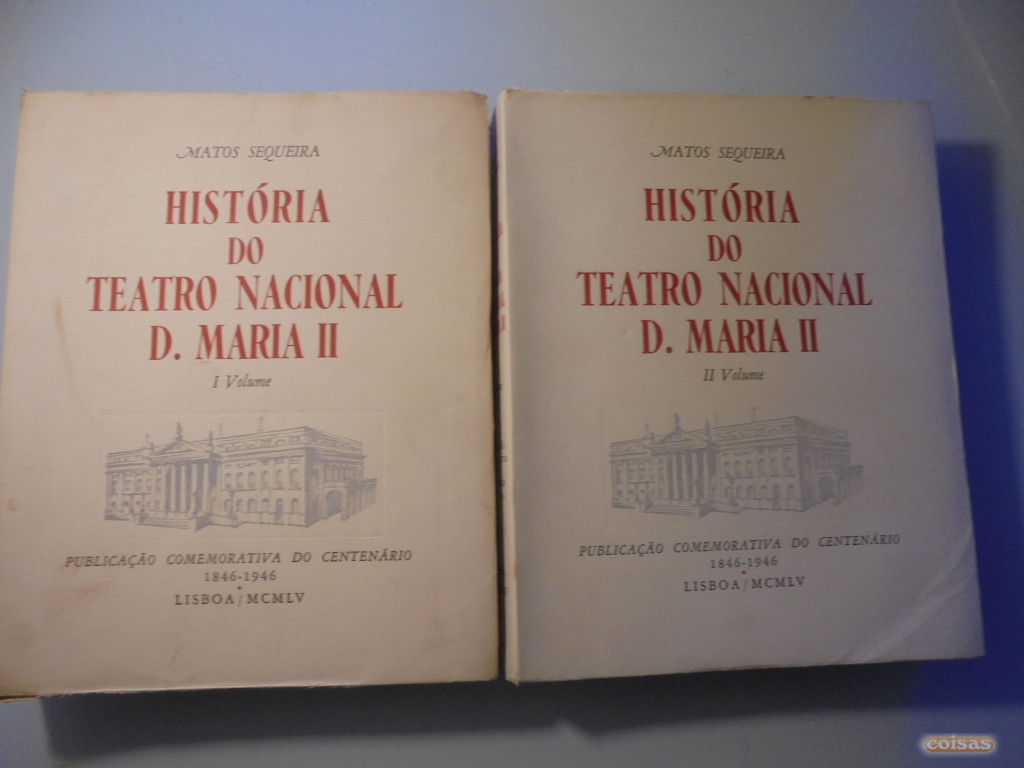 MATOS SEQUEIRA
HISTÓRIA
DO
TEATRO NACIONAL
D. MARIA II
I Volume
PUBLICAÇÃO COMEMORATIVA DO CENTENÁRIO
1846-1946
LISBOA/MCMLV
MATOS SEQUEIRA
HISTÓRIA
DO
TEATRO NACIONAL
D. MARIA II
II Volume
PUBLICAÇÃO COMEMORATIVA DO CENTENÁRIO
1846-1946
LISBOA/MCMLV
coisas